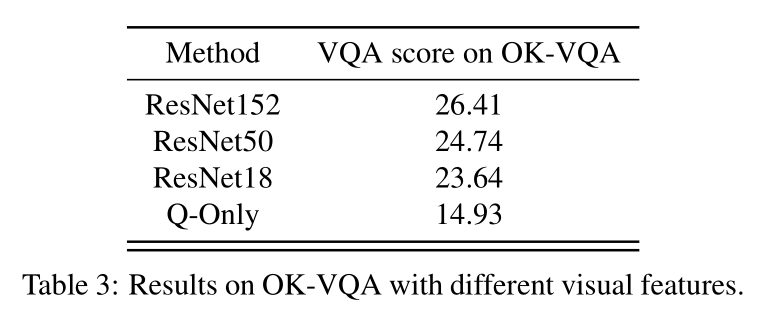 Method VQA score on OK-VQA
ResNet152 26.41
ResNet50 24.74
ResNet18 23.64
Q-Only 14.93
Table 3: Results on OK-VQA with different visual features.